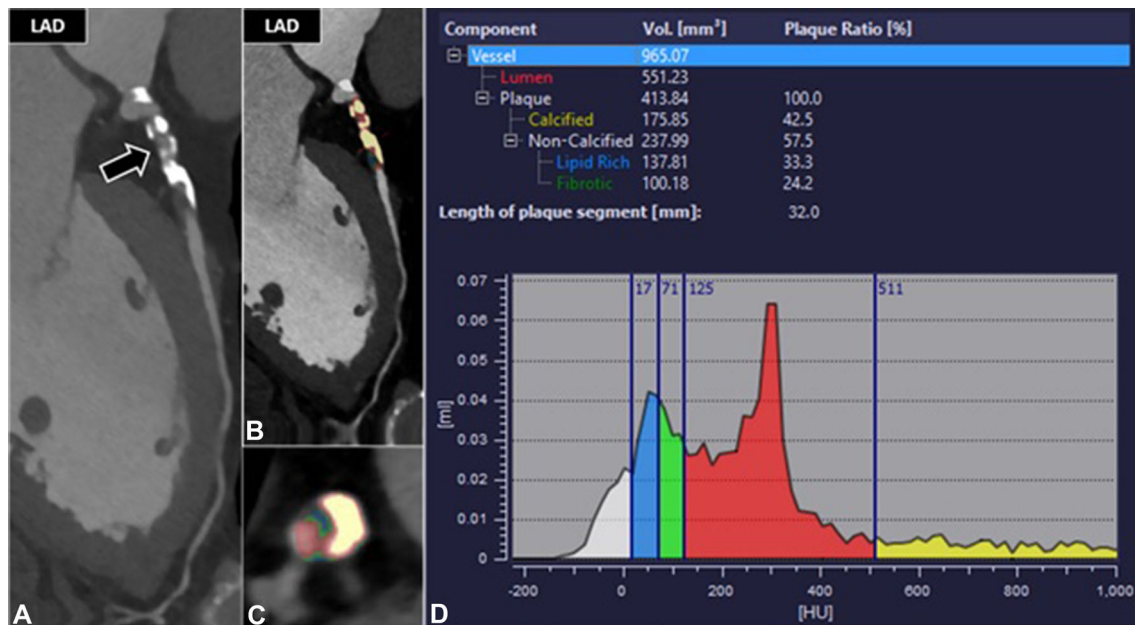 LAD
A
LAD
B
C
Component Vol. [mm³] Plaque Ratio [%]
Vessel 965.07
Lumen 551.23
Plaque 413.84 100.0
Calcified 175.85 42.5
Non-Calcified 237.99 57.5
Lipid Rich 137.81 33.3
Fibrotic 100.18 24.2
Length of plaque segment [mm]: 32.0
0.07
0.06
0.05
0.04
0.03
0.02
0.01
0
[ml]
17 71 125 511
-200 0 200 400 600 800 1,000
[HU]
D